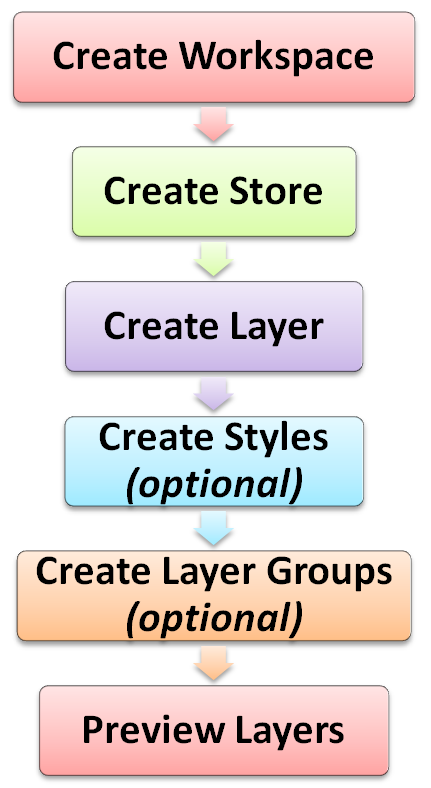 Create Workspace
Create Store
Create Layer
Create Styles
(optional)
Create Layer Groups
(optional)
Preview Layers